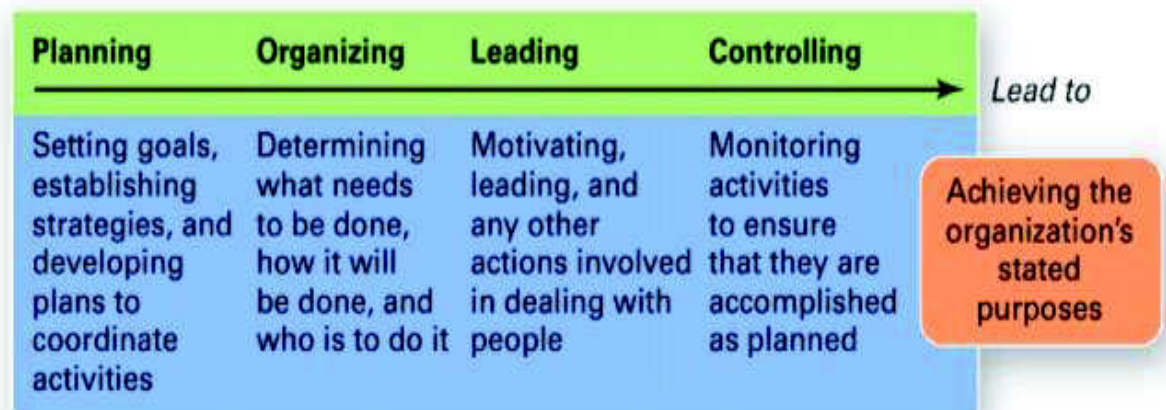 Planning
Organizing
Leading
Controlling
Lead to
Setting goals,
establishing
strategies, and
developing
plans to
coordinate
activities
Determining
what needs
to be done,
how it will
be done, and
who is to do it
Motivating,
leading, and
any other
actions involved
in dealing with
people
Monitoring
activities
to ensure
that they are
accomplished
as planned
Achieving the
organization's
stated
purposes